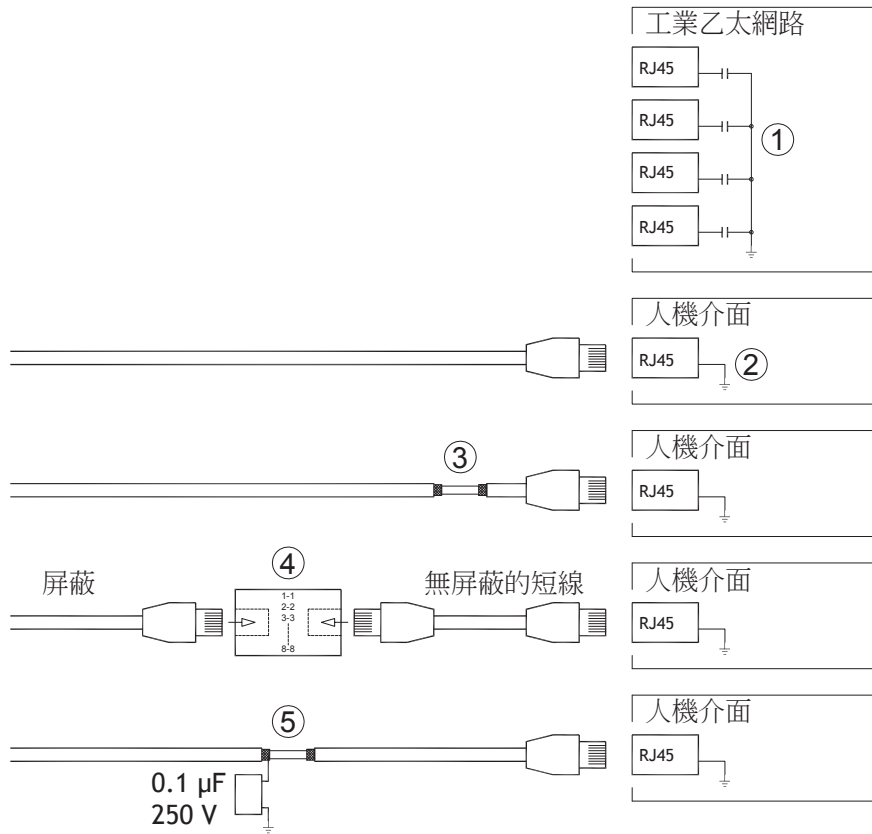 工業乙太網路
RJ45
RJ45
①
RJ45
RJ45
人機介面
RJ45
②
人機介面
③
RJ45
人機介面
④
屏蔽
無屏蔽的短線
1-1
2-2
3-3
8-8
RJ45
人機介面
⑤
RJ45
0.1 µF
250 V